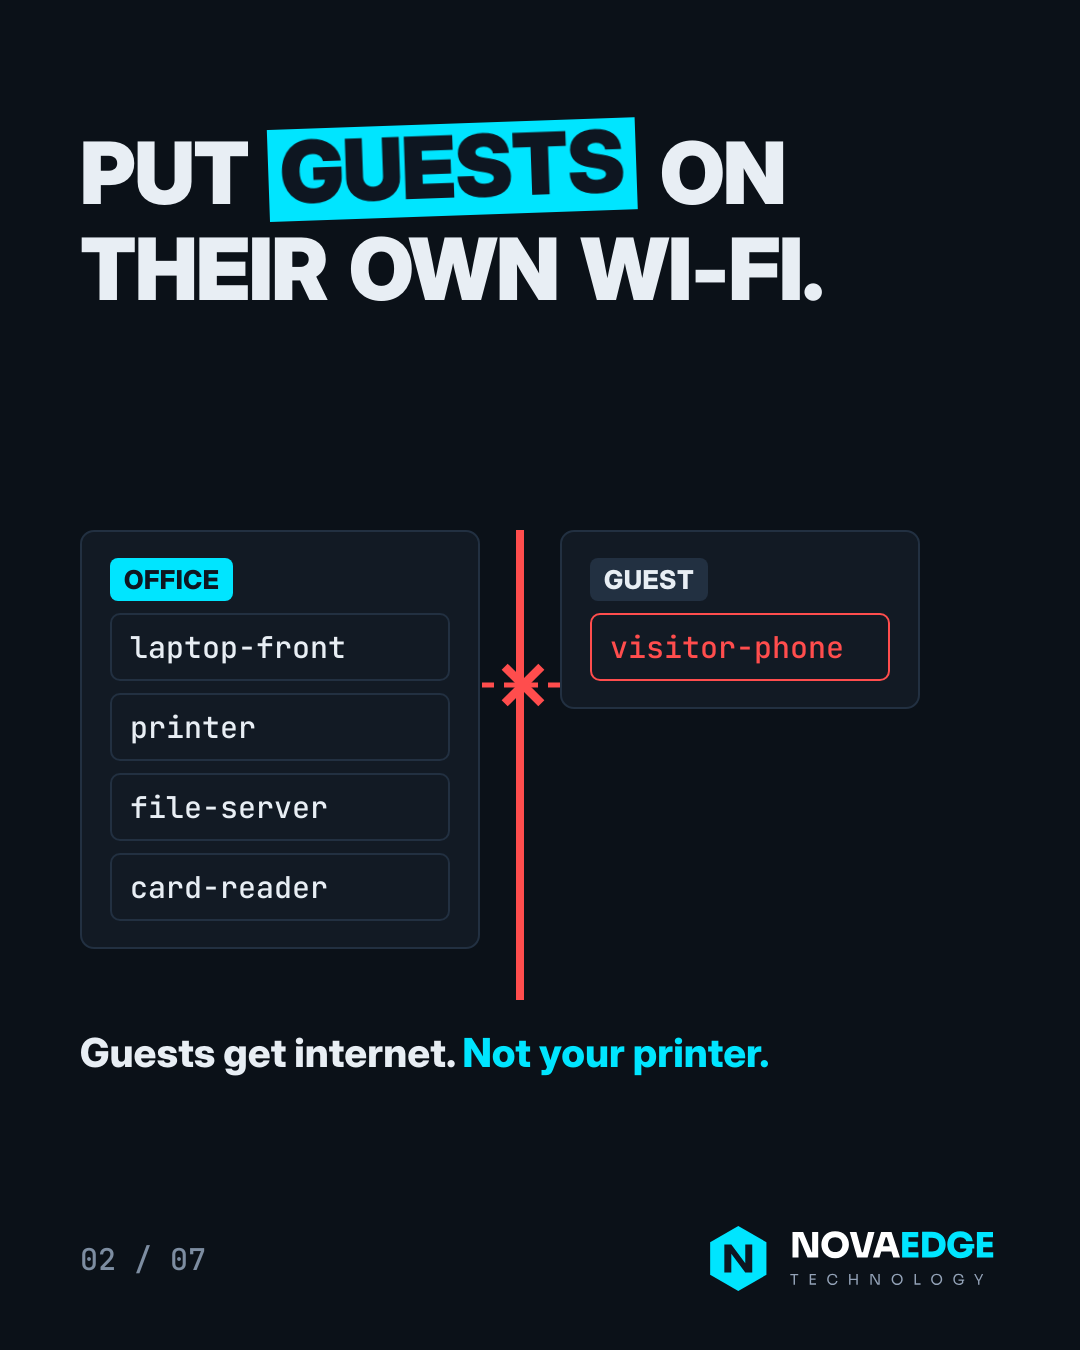 PUT GUESTS ON
THEIR OWN WI-FI.
OFFICE
laptop-front
printer
file-server
card-reader
GUEST
visitor-phone
Guests get internet. Not your printer.
02 / 07
N
NOVAEDGE
TECHNOLOGY